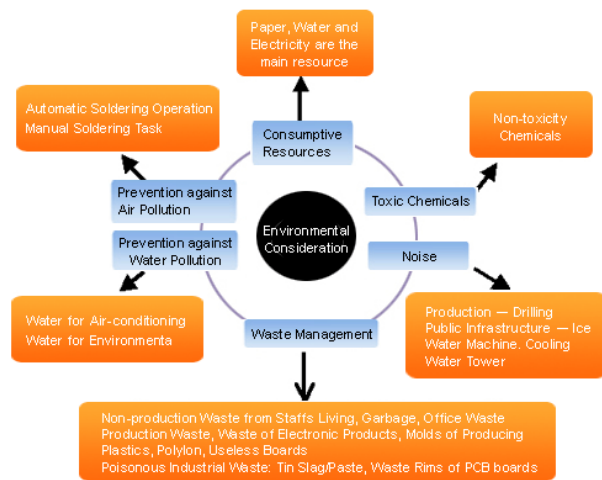 Paper, Water and
Electricity are the
main resource
Automatic Soldering Operation
Manual Soldering Task
Non-toxicity
Chemicals
Consumptive
Resources
Prevention against
Air Pollution
Toxic Chemicals
Environmental
Consideration
Prevention against
Water Pollution
Noise
Water for Air-conditioning
Water for Environmenta
Production — Drilling
Public Infrastructure — Ice
Water Machine. Cooling
Water Tower
Waste Management
Non-production Waste from Staffs Living, Garbage, Office Waste
Production Waste, Waste of Electronic Products, Molds of Producing
Plastics, Polylon, Useless Boards
Poisonous Industrial Waste: Tin Slag/Paste, Waste Rims of PCB boards